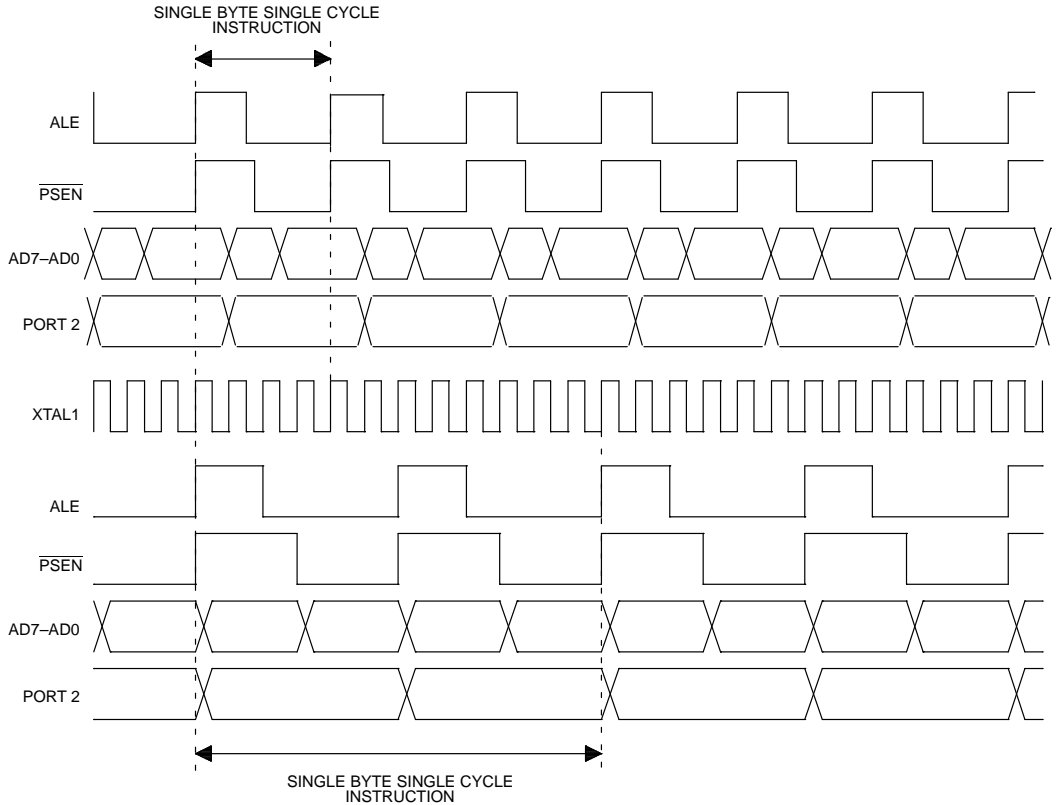 SINGLE BYTE SINGLE CYCLE
INSTRUCTION
ALE
PSEN
AD7–AD0
PORT 2
XTAL1
ALE
PSEN
AD7–AD0
PORT 2
SINGLE BYTE SINGLE CYCLE
INSTRUCTION